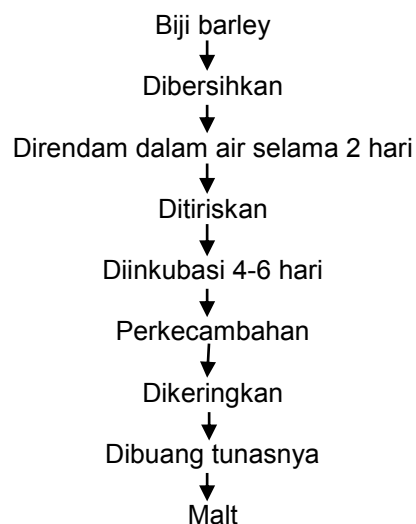 Biji barley
Dibersihkan
Direndam dalam air selama 2 hari
Ditiriskan
Diinkubasi 4-6 hari
Perkecambahan
Dikeringkan
Dibuang tunasnya
Malt